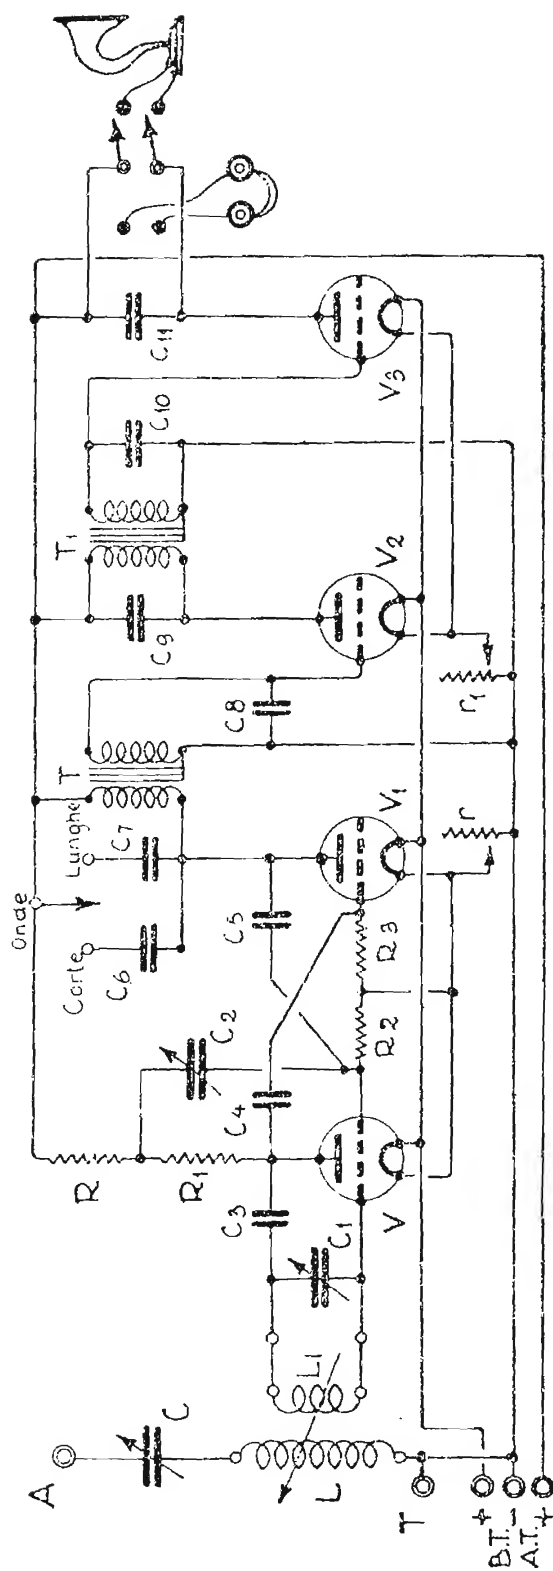 A
C
L
L1
C1
C3
R
R1
C4
C2
V
R2
R3
C5
Onde
Corte
Lunghe
C6
C7
T
V1
C8
r
T1
C9
V2
r1
C10
C11
V3
T
+
B.T. -
A.T. +